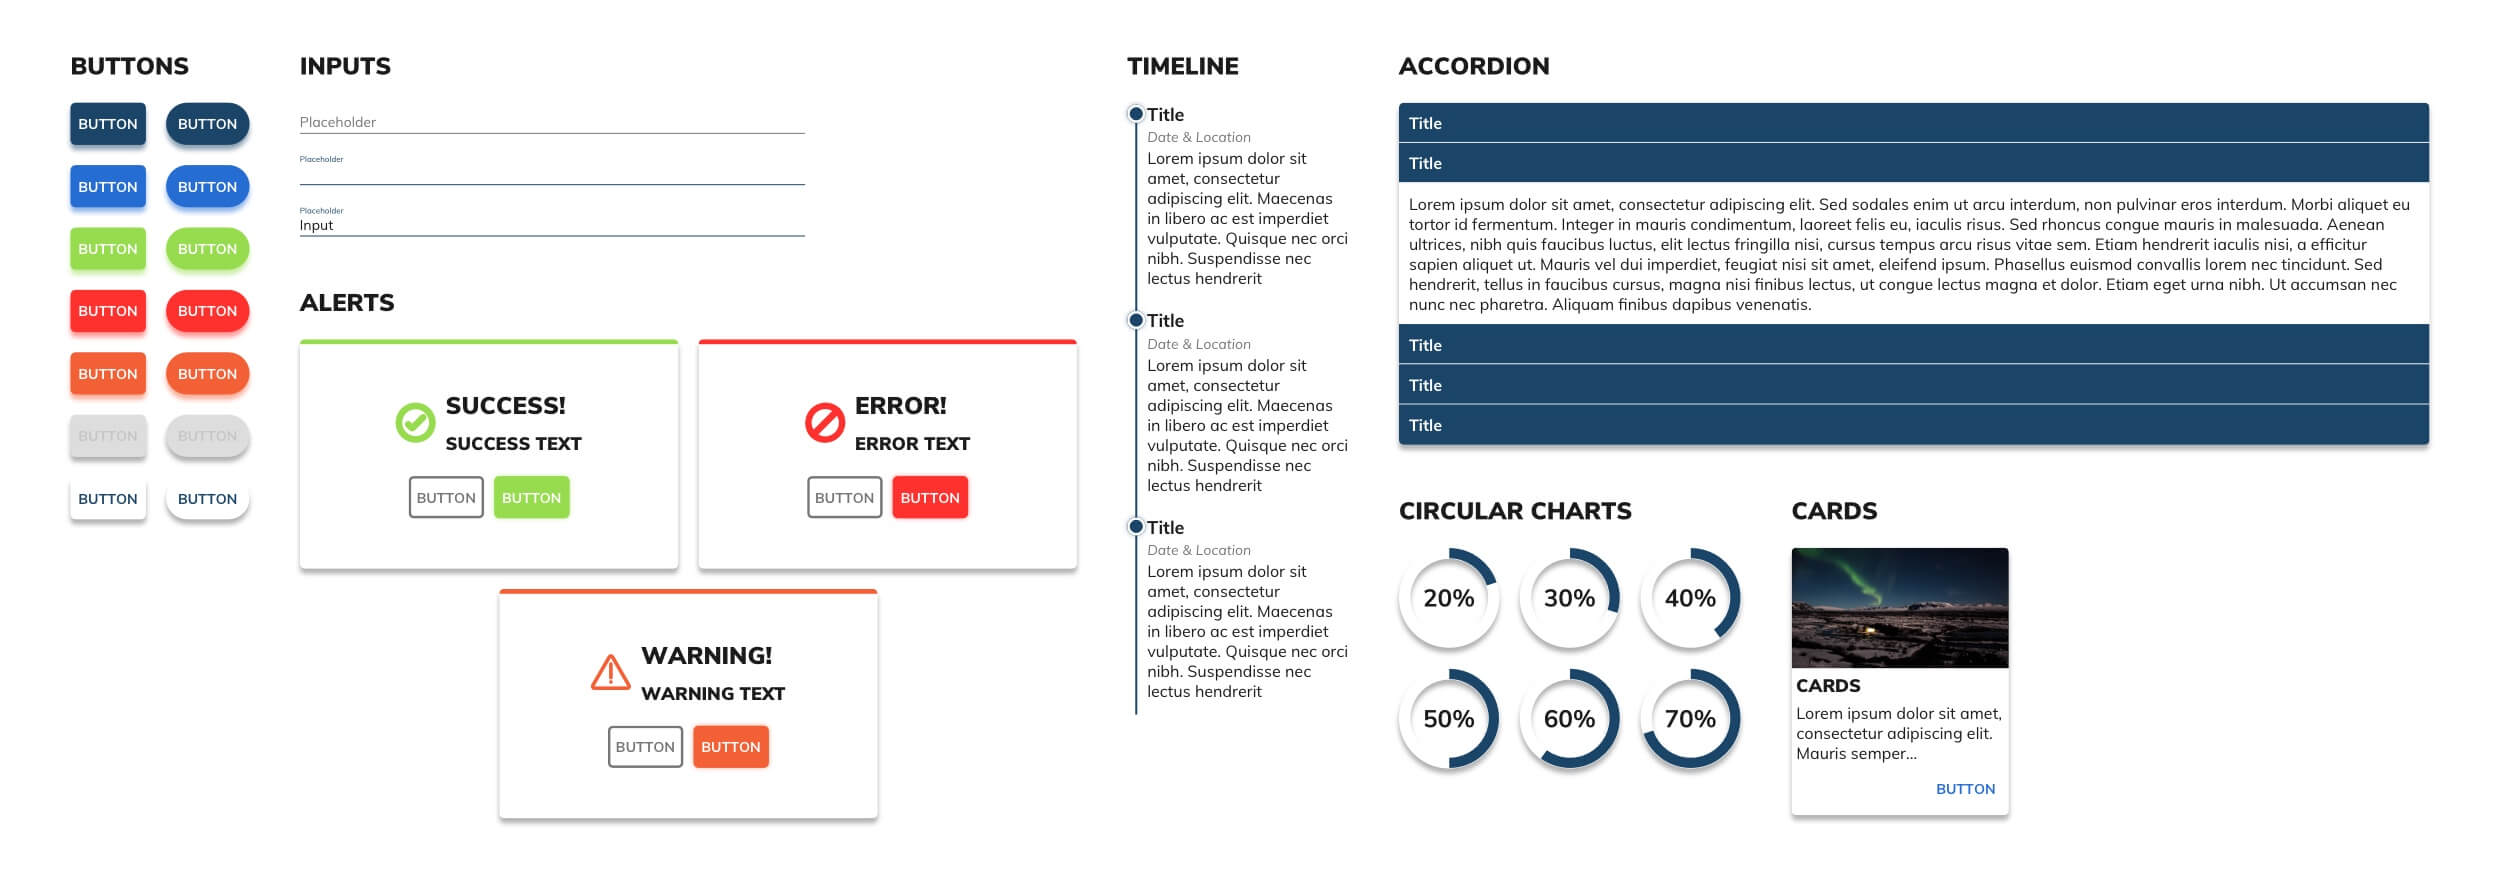 BUTTONS
BUTTON BUTTON
BUTTON BUTTON
BUTTON BUTTON
BUTTON BUTTON
BUTTON BUTTON
BUTTON BUTTON
BUTTON BUTTON
INPUTS
Placeholder
Placeholder
Placeholder
Input
ALERTS
SUCCESS!
SUCCESS TEXT
BUTTON BUTTON
ERROR!
ERROR TEXT
BUTTON BUTTON
WARNING!
WARNING TEXT
BUTTON BUTTON
TIMELINE
Title
Date & Location
Lorem ipsum dolor sit
amet, consectetur
adipiscing elit. Maecenas
in libero ac est imperdiet
vulputate. Quisque nec orci
nibh. Suspendisse nec
lectus hendrerit
Title
Date & Location
Lorem ipsum dolor sit
amet, consectetur
adipiscing elit. Maecenas
in libero ac est imperdiet
vulputate. Quisque nec orci
nibh. Suspendisse nec
lectus hendrerit
Title
Date & Location
Lorem ipsum dolor sit
amet, consectetur
adipiscing elit. Maecenas
in libero ac est imperdiet
vulputate. Quisque nec orci
nibh. Suspendisse nec
lectus hendrerit
ACCORDION
Title
Title
Lorem ipsum dolor sit amet, consectetur adipiscing elit. Sed sodales enim ut arcu interdum, non pulvinar eros interdum. Morbi aliquet eu
tortor id fermentum. Integer in mauris condimentum, laoreet felis eu, iaculis risus. Sed rhoncus congue mauris in malesuada. Aenean
ultrices, nibh quis faucibus luctus, elit lectus fringilla nisi, cursus tempus arcu risus vitae sem. Etiam hendrerit iaculis nisi, a efficitur
sapien aliquet ut. Mauris vel dui imperdiet, feugiat nisi sit amet, eleifend ipsum. Phasellus euismod convallis lorem nec tincidunt. Sed
hendrerit, tellus in faucibus cursus, magna nisi finibus lectus, ut congue lectus magna et dolor. Etiam eget urna nibh. Ut accumsan nec
nunc nec pharetra. Aliquam finibus dapibus venenatis.
Title
Title
Title
CIRCULAR CHARTS
20% 30% 40%
50% 60% 70%
CARDS
CARDS
Lorem ipsum dolor sit amet,
consectetur adipiscing elit.
Mauris semper...
BUTTON